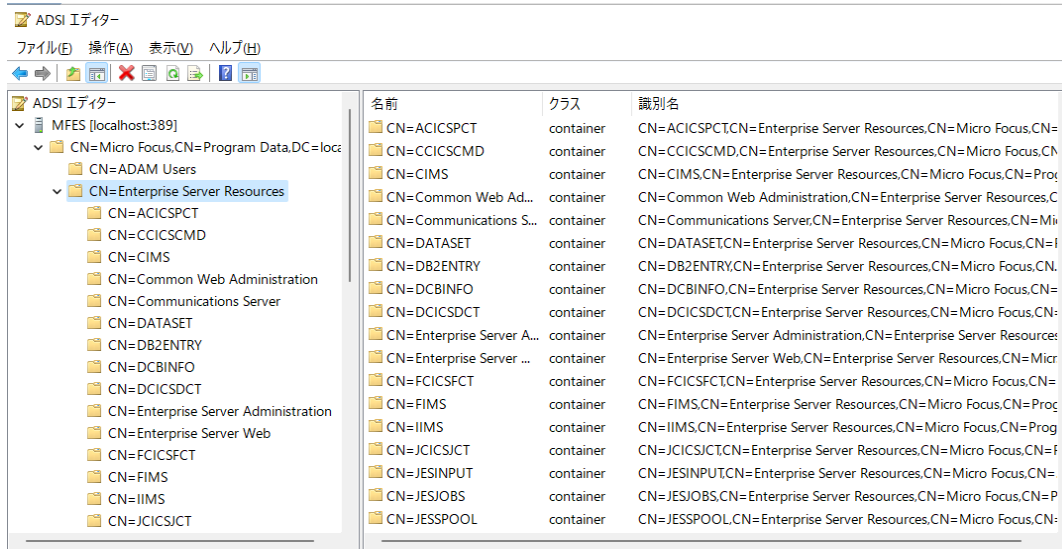 ADSI エディター
ファイル(F) 操作(A) 表示(V) ヘルプ(H)
ADSI エディター
MFES [localhost:389]
CN=Micro Focus,CN=Program Data,DC=loca
CN=ADAM Users
CN=Enterprise Server Resources
CN=ACICSPCT
CN=CCICSCMD
CN=CIMS
CN=Common Web Administration
CN=Communications Server
CN=DATASET
CN=DB2ENTRY
CN=DCBINFO
CN=DCICSDCT
CN=Enterprise Server Administration
CN=Enterprise Server Web
CN=FCICSFCT
CN=FIMS
CN=IIMS
CN=JCICSJCT
名前 クラス 識別名
CN=ACICSPCT container CN=ACICSPCT,CN=Enterprise Server Resources,CN=Micro Focus,CN=
CN=CCICSCMD container CN=CCICSCMD,CN=Enterprise Server Resources,CN=Micro Focus,CN
CN=CIMS container CN=CIMS,CN=Enterprise Server Resources,CN=Micro Focus,CN=Prog
CN=Common Web Ad... container CN=Common Web Administration,CN=Enterprise Server Resources,C
CN=Communications S... container CN=Communications Server,CN=Enterprise Server Resources,CN=Mi
CN=DATASET container CN=DATASET,CN=Enterprise Server Resources,CN=Micro Focus,CN=F
CN=DB2ENTRY container CN=DB2ENTRY,CN=Enterprise Server Resources,CN=Micro Focus,CN.
CN=DCBINFO container CN=DCBINFO,CN=Enterprise Server Resources,CN=Micro Focus,CN=
CN=DCICSDCT container CN=DCICSDCT,CN=Enterprise Server Resources,CN=Micro Focus,CN=
CN=Enterprise Server A... container CN=Enterprise Server Administration,CN=Enterprise Server Resources
CN=Enterprise Server ... container CN=Enterprise Server Web,CN=Enterprise Server Resources,CN=Micr
CN=FCICSFCT container CN=FCICSFCT,CN=Enterprise Server Resources,CN=Micro Focus,CN=
CN=FIMS container CN=FIMS,CN=Enterprise Server Resources,CN=Micro Focus,CN=Prog
CN=IIMS container CN=IIMS,CN=Enterprise Server Resources,CN=Micro Focus,CN=Prog
CN=JCICSJCT container CN=JCICSJCT,CN=Enterprise Server Resources,CN=Micro Focus,CN=F
CN=JESINPUT container CN=JESINPUT,CN=Enterprise Server Resources,CN=Micro Focus,CN=
CN=JESJOBS container CN=JESJOBS,CN=Enterprise Server Resources,CN=Micro Focus,CN=P
CN=JESSPOOL container CN=JESSPOOL,CN=Enterprise Server Resources,CN=Micro Focus,CN=